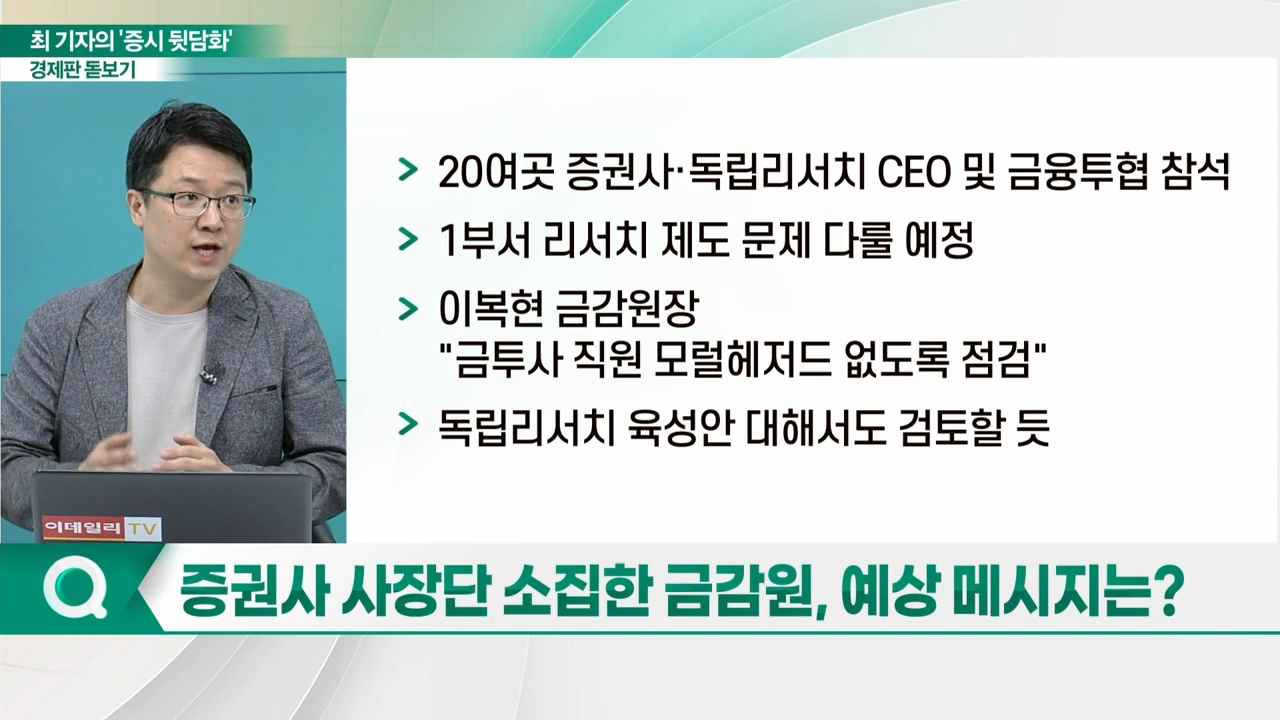 최 기자의 '증시 뒷담화'
경제판 돋보기
> 20여곳 증권사·독립리서치 CEO 및 금융투협 참석
> 1부서 리서치 제도 문제 다룰 예정
> 이복현 금감원장
"금투사 직원 모럴헤저드 없도록 점검"
> 독립리서치 육성안 대해서도 검토할 듯
이데일리 TV
Q 증권사 사장단 소집한 금감원, 예상 메시지는?